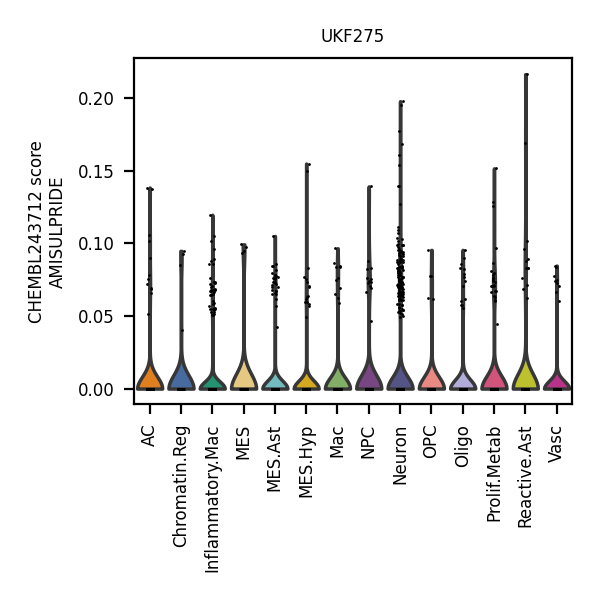 UKF275
CHEMBL243712 score
AMISULPRIDE
0.20
0.15
0.10
0.05
0.00
AC
Chromatin.Reg
Inflammatory.Mac
MES
MES.Ast
MES.Hyp
Mac
NPC
Neuron
OPC
Oligo
Prolif.Metab
Reactive.Ast
Vasc